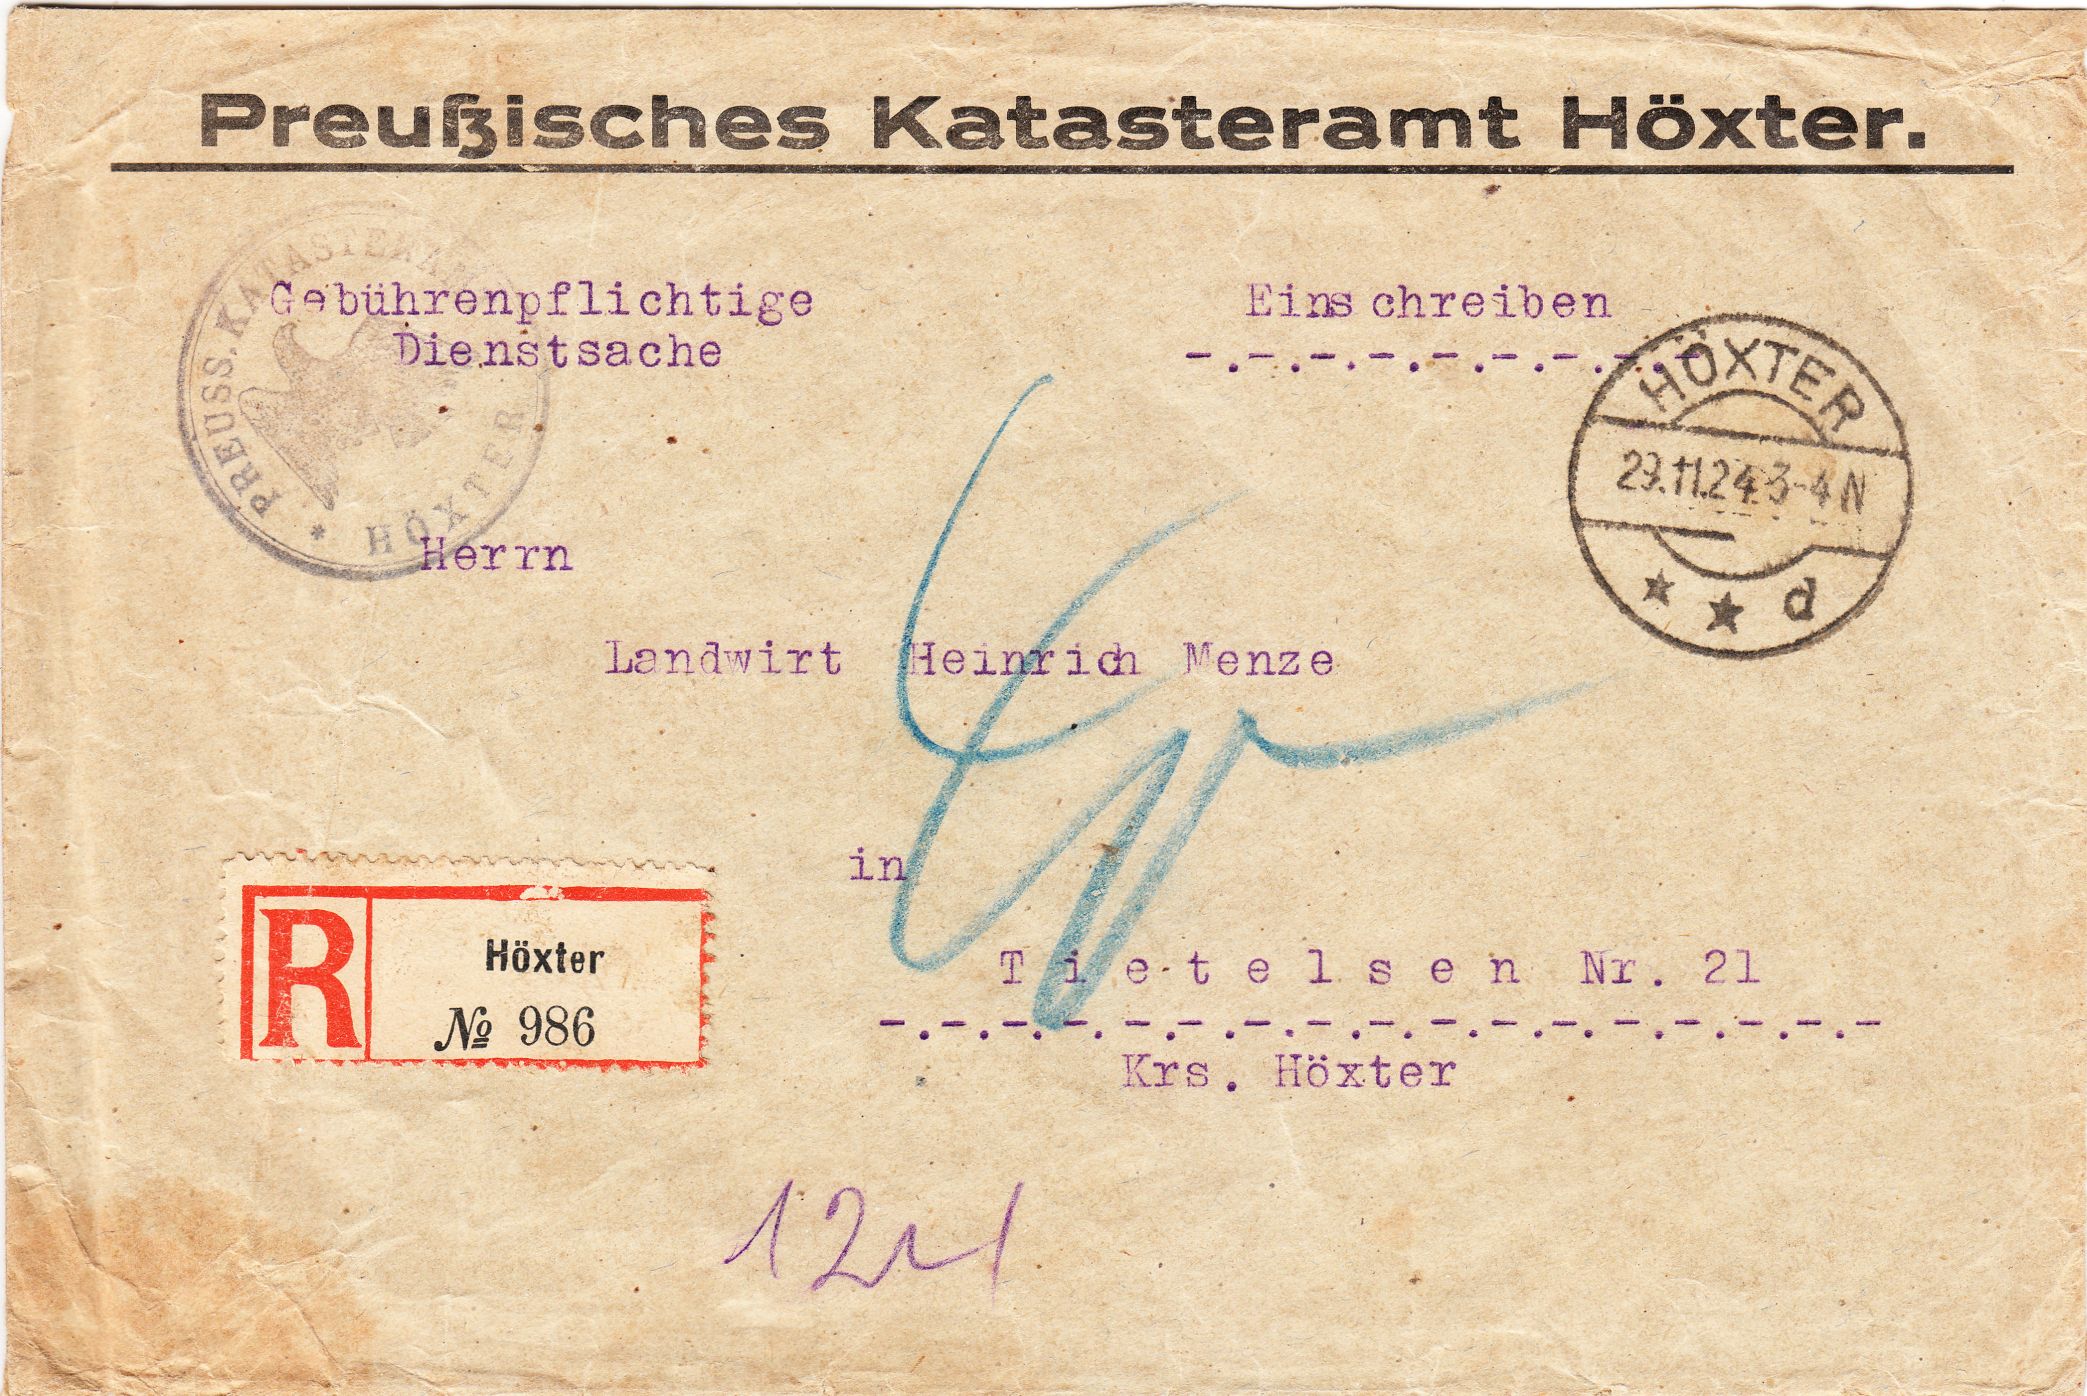 Preußisches Katasteramt Höxter.
PREUSS. KATASTERAMT
* HÖXTER
Gebührenpflichtige
Dienstsache
Einschreiben
-.-.-.-.-.-.-.-.-
HÖXTER
29.11.24.3-4N
* * d
Herrn
Landwirt Heinrich Menze
in
Tietelsen Nr. 21
-.-.-.-.-.-.-.-.-.-.-.-.-.-.-.-.-
Krs. Höxter
R
Höxter
№ 986